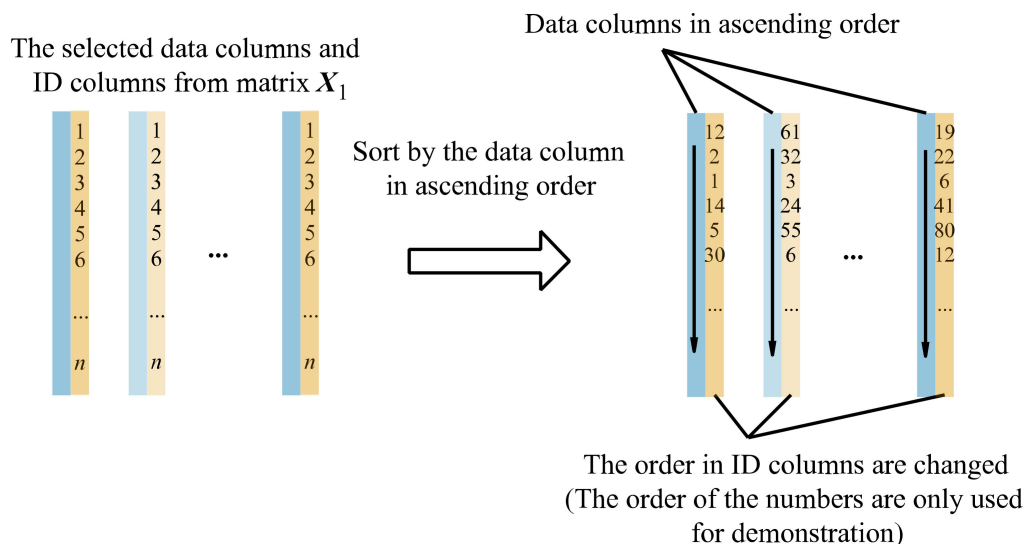 The selected data columns and
ID columns from matrix X1
1 1 1
2 2 2
3 3 3
4 4 4
5 5 5
6 6 ... 6
... ... ...
n n n
Sort by the data column
in ascending order
Data columns in ascending order
12 61 19
2 32 22
1 3 6
14 24 41
5 55 80
30 6 ... 12
... ... ...
The order in ID columns are changed
(The order of the numbers are only used
for demonstration)